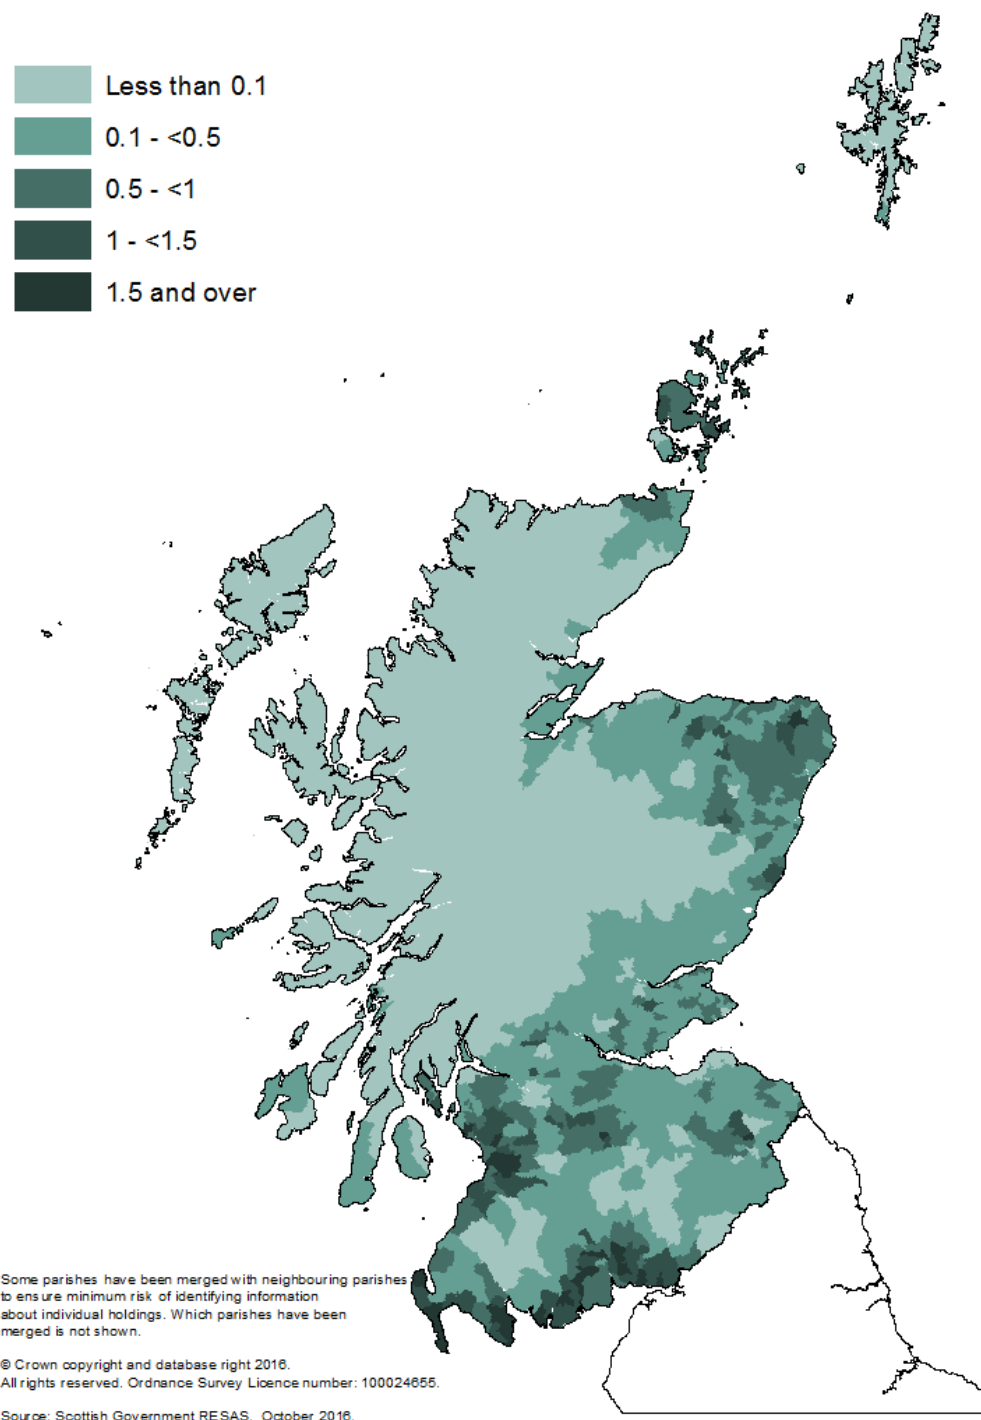 Less than 0.1
0.1 - <0.5
0.5 - <1
1 - <1.5
1.5 and over
Some parishes have been merged with neighbouring parishes
to ensure minimum risk of identifying information
about individual holdings. Which parishes have been
merged is not shown.
© Crown copyright and database right 2016.
All rights reserved. Ordnance Survey Licence number: 100024655.
Source: Scottish Government RESAS, October 2016.